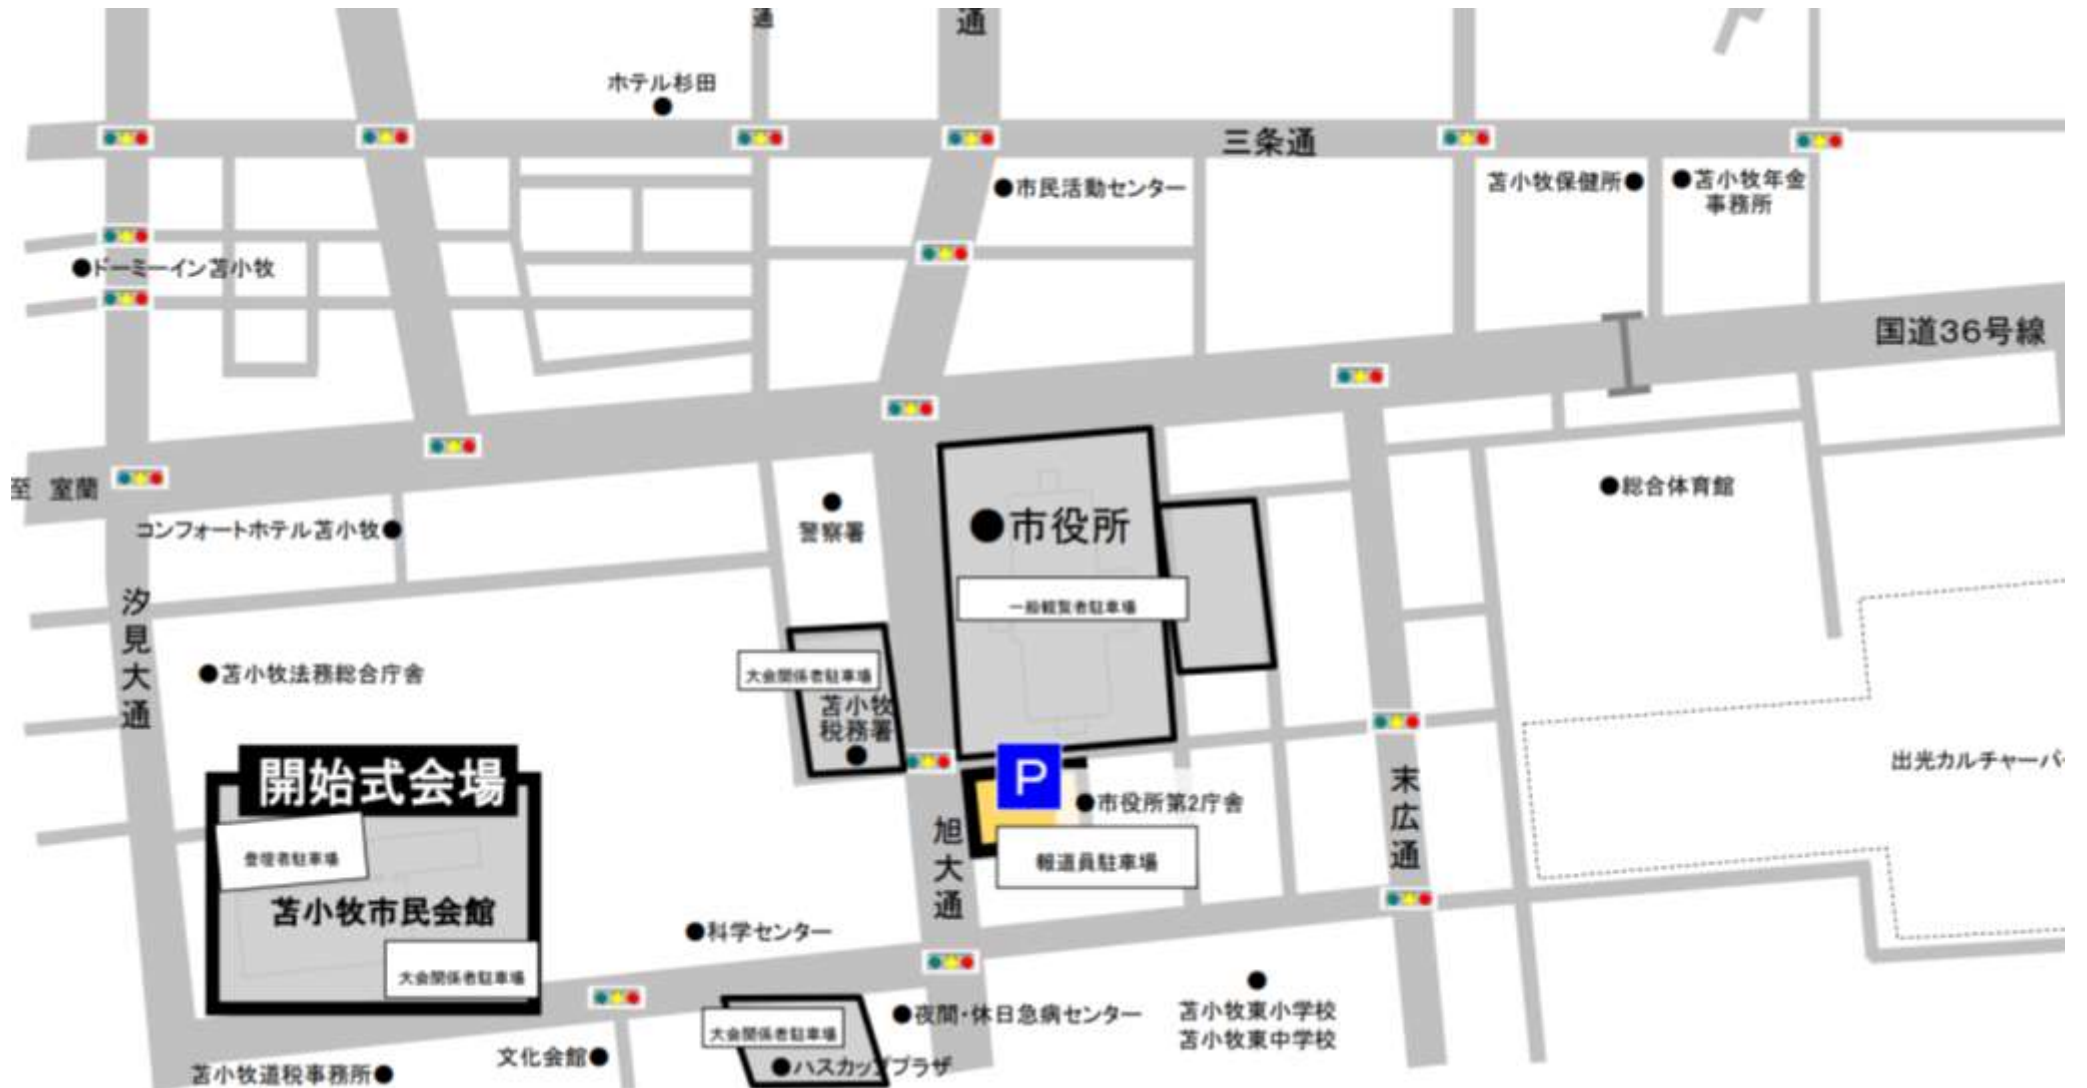 通
通
ホテル杉田
三条通
市民活動センター
苫小牧保健所
苫小牧年金
事務所
ドーミーイン苫小牧
国道36号線
至 室蘭
コンフォートホテル苫小牧
警察署
市役所
総合体育館
一般観覧者駐車場
汐見大通
苫小牧法務総合庁舎
大会関係者駐車場
苫小牧
税務署
開始式会場
P
市役所第2庁舎
出光カルチャーパー
末広通
旭大通
登壇者駐車場
報道員駐車場
苫小牧市民会館
科学センター
大会関係者駐車場
夜間・休日急病センター
苫小牧東小学校
苫小牧東中学校
大会関係者駐車場
文化会館
ハスカッププラザ
苫小牧道税事務所